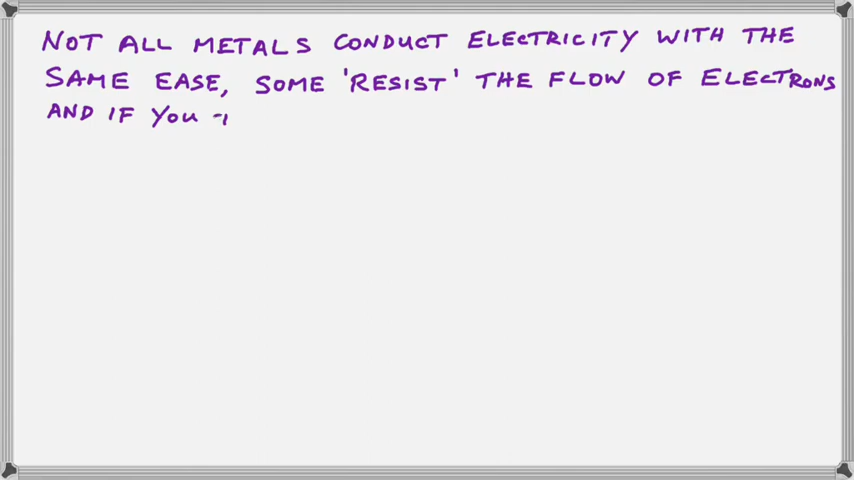 NOT ALL METALS CONDUCT ELECTRICITY WITH THE
SAME EASE, SOME 'RESIST' THE FLOW OF ELECTRONS
AND IF YOU